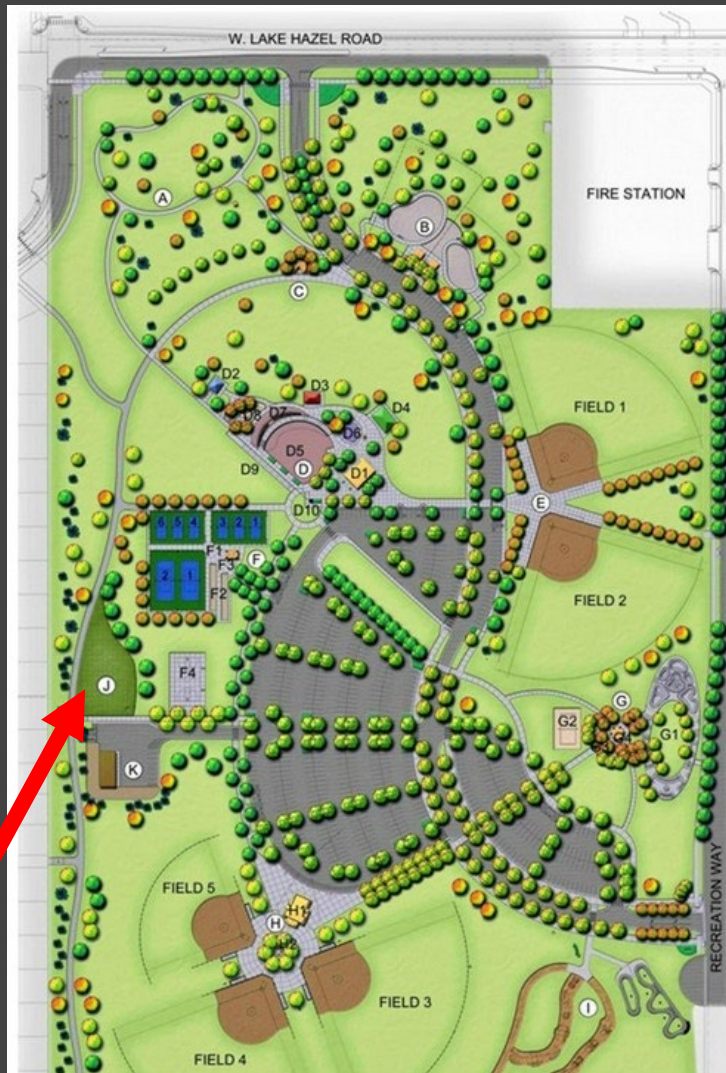 W. LAKE HAZEL ROAD
FIRE STATION
A
B
C
D2
D3
D4
D8
D7
D6
D5
D
D1
D9
D10
FIELD 1
E
FIELD 2
6 5 4
3 2 1
F1
F
F3
2 1
F2
F4
J
G
G2
G1
K
FIELD 5
H1
H
FIELD 3
FIELD 4
I
RECREATION WAY